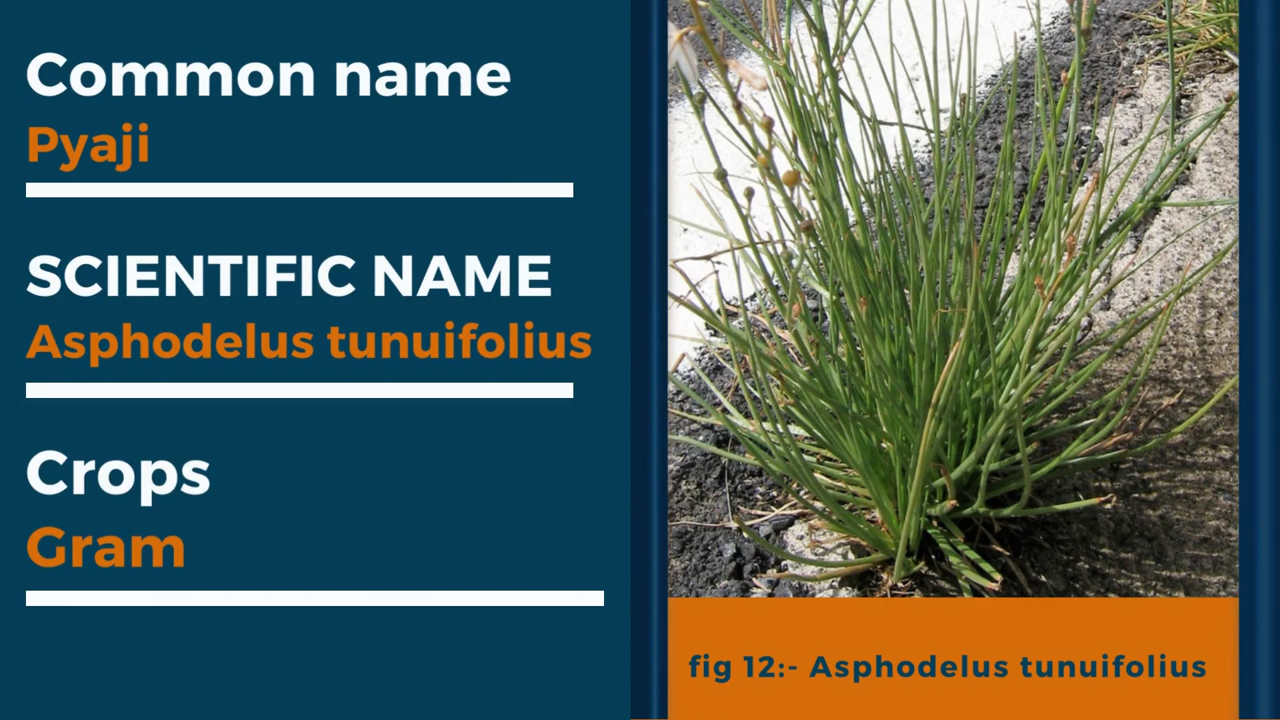 Common name
Pyaji
SCIENTIFIC NAME
Asphodelus tunuifolius
Crops
Gram
fig 12:- Asphodelus tunuifolius